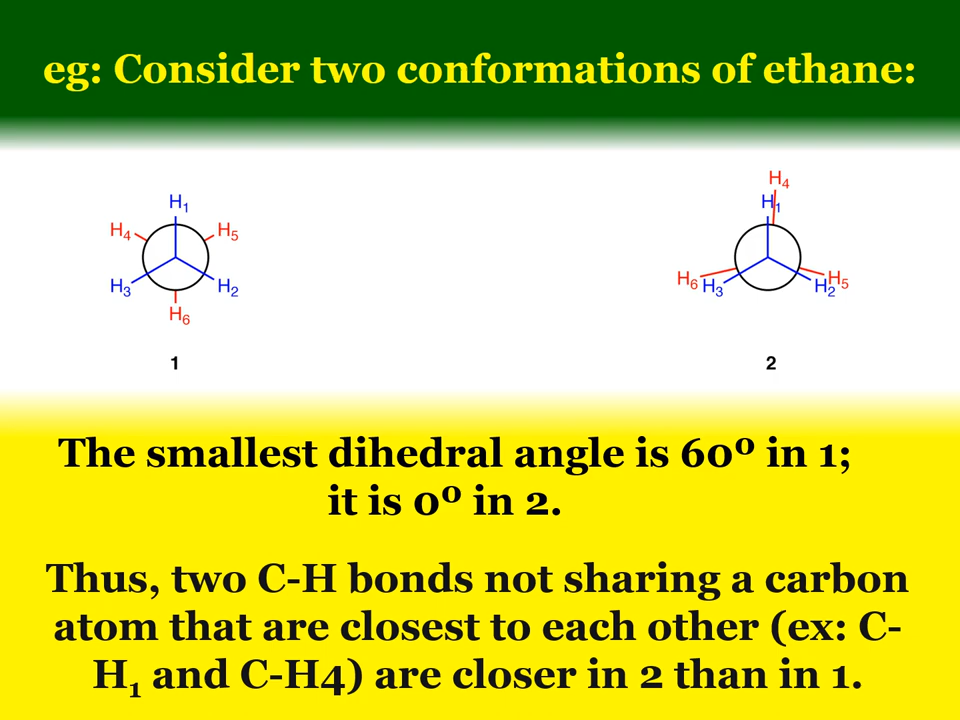 eg: Consider two conformations of ethane:
H4
H1
H1
H4
H5
H3
H2
H6
H6
H3
H2
H5
1
2
The smallest dihedral angle is 60º in 1;
it is 0º in 2.
Thus, two C-H bonds not sharing a carbon
atom that are closest to each other (ex: C-
H1 and C-H4) are closer in 2 than in 1.